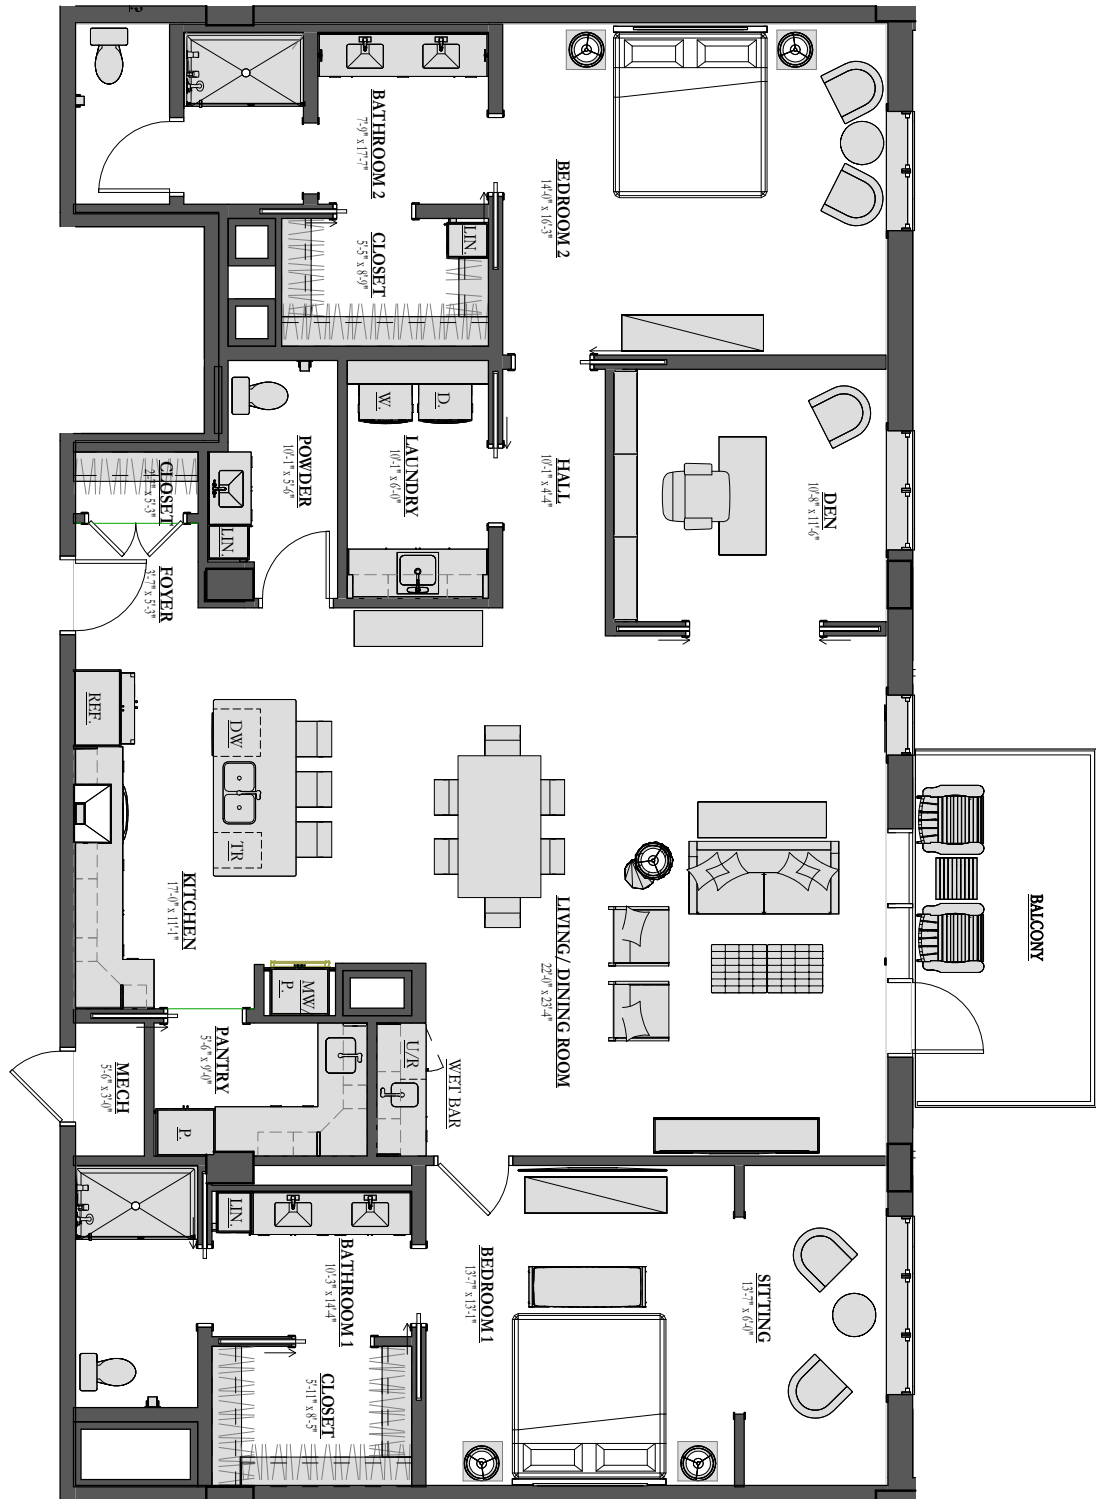 BATHROOM 2
7'-9" x 17'-7"
BEDROOM 2
14'-0" x 16'-3"
LIN.
CLOSET
5'-5" x 8'-9"
W.
D.
POWDER
10'-1" x 5'-6"
LAUNDRY
10'-1" x 6'-0"
HALL
10'-1" x 4'-4"
DEN
10'-8" x 11'-6"
CLOSET
x 5'-3"
LIN.
FOYER
3'-7" x 5'-3"
REF.
DW
TR
KITCHEN
17'-0" x 11'-1"
LIVING/ DINING ROOM
22'-0" x 23'-4"
BALCONY
MW/
P.
PANTRY
5'-6" x 9'-0"
U/R
WET BAR
MECH
5'-6" x 3'-0"
P.
LIN.
BATHROOM 1
10'-3" x 14'-4"
BEDROOM1
13'-7" x 13'-1"
SITTING
13'-7" x 6'-0"
CLOSET
5'-11" x 8'-5"